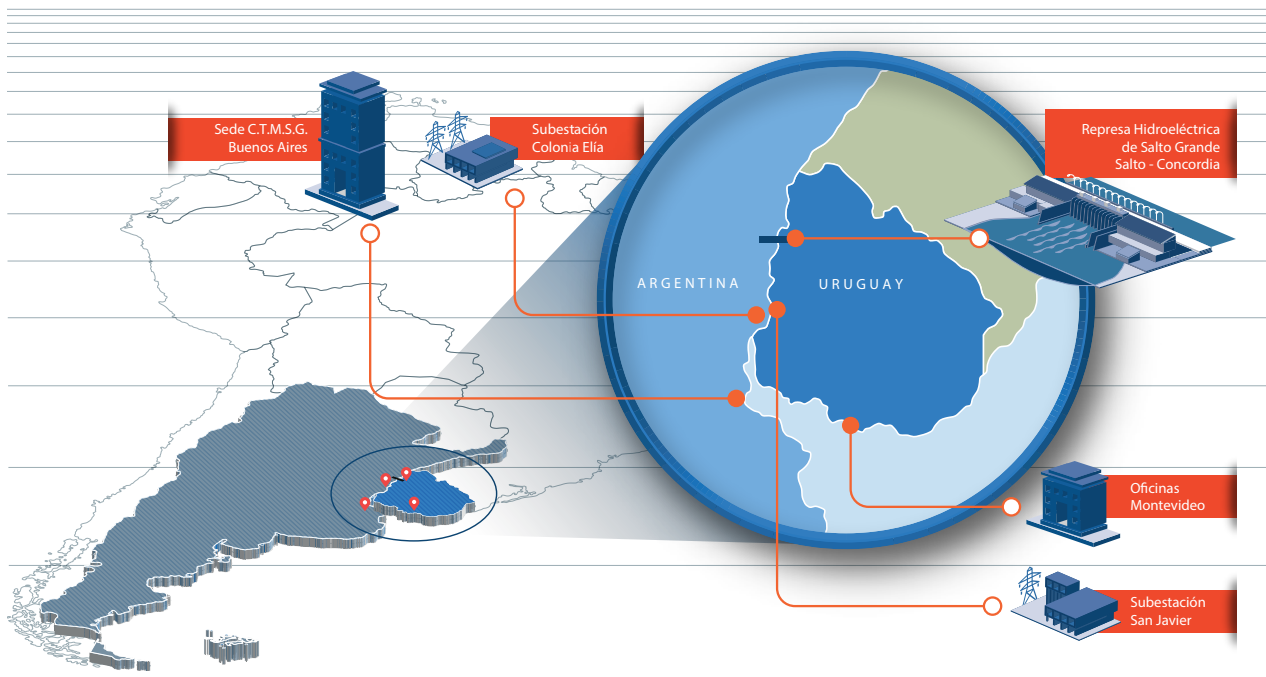 Sede C.T.M.S.G.
Buenos Aires
Subestación
Colonia Elía
Represa Hidroeléctrica
de Salto Grande
Salto - Concordia
ARGENTINA
URUGUAY
Oficinas
Montevideo
Subestación
San Javier